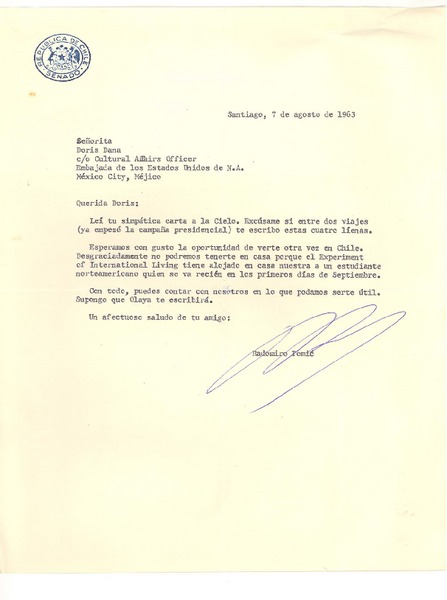 REPUBLICA DE CHILE
SENADO
Santiago, 7 de agosto de 1963
Señorita
Doris Dana
c/o Cultural Affairs Officer
Embajada de los Estados Unidos de N.A.
México City, Méjico
Querida Doris:
Leí tu simpática carta a la Cielo. Excúsame si entre dos viajes
(ya empezó la campaña presidencial) te escribo estas cuatro líenas.
Esperamos con gusto la oportunidad de verte otra vez en Chile.
Desgraciadamente no podremos tenerte en casa porque el Experiment
of International Living tiene alojado en casa nuestra a un estudiante
norteamericano quien se va recién en los primeros días de Septiembre.
Con todo, puedes contar con nosotros en lo que podamos serte útil.
Supongo que Olaya te escribirá.
Un afectuoso saludo de tu amigo:
Radomiro Tomic